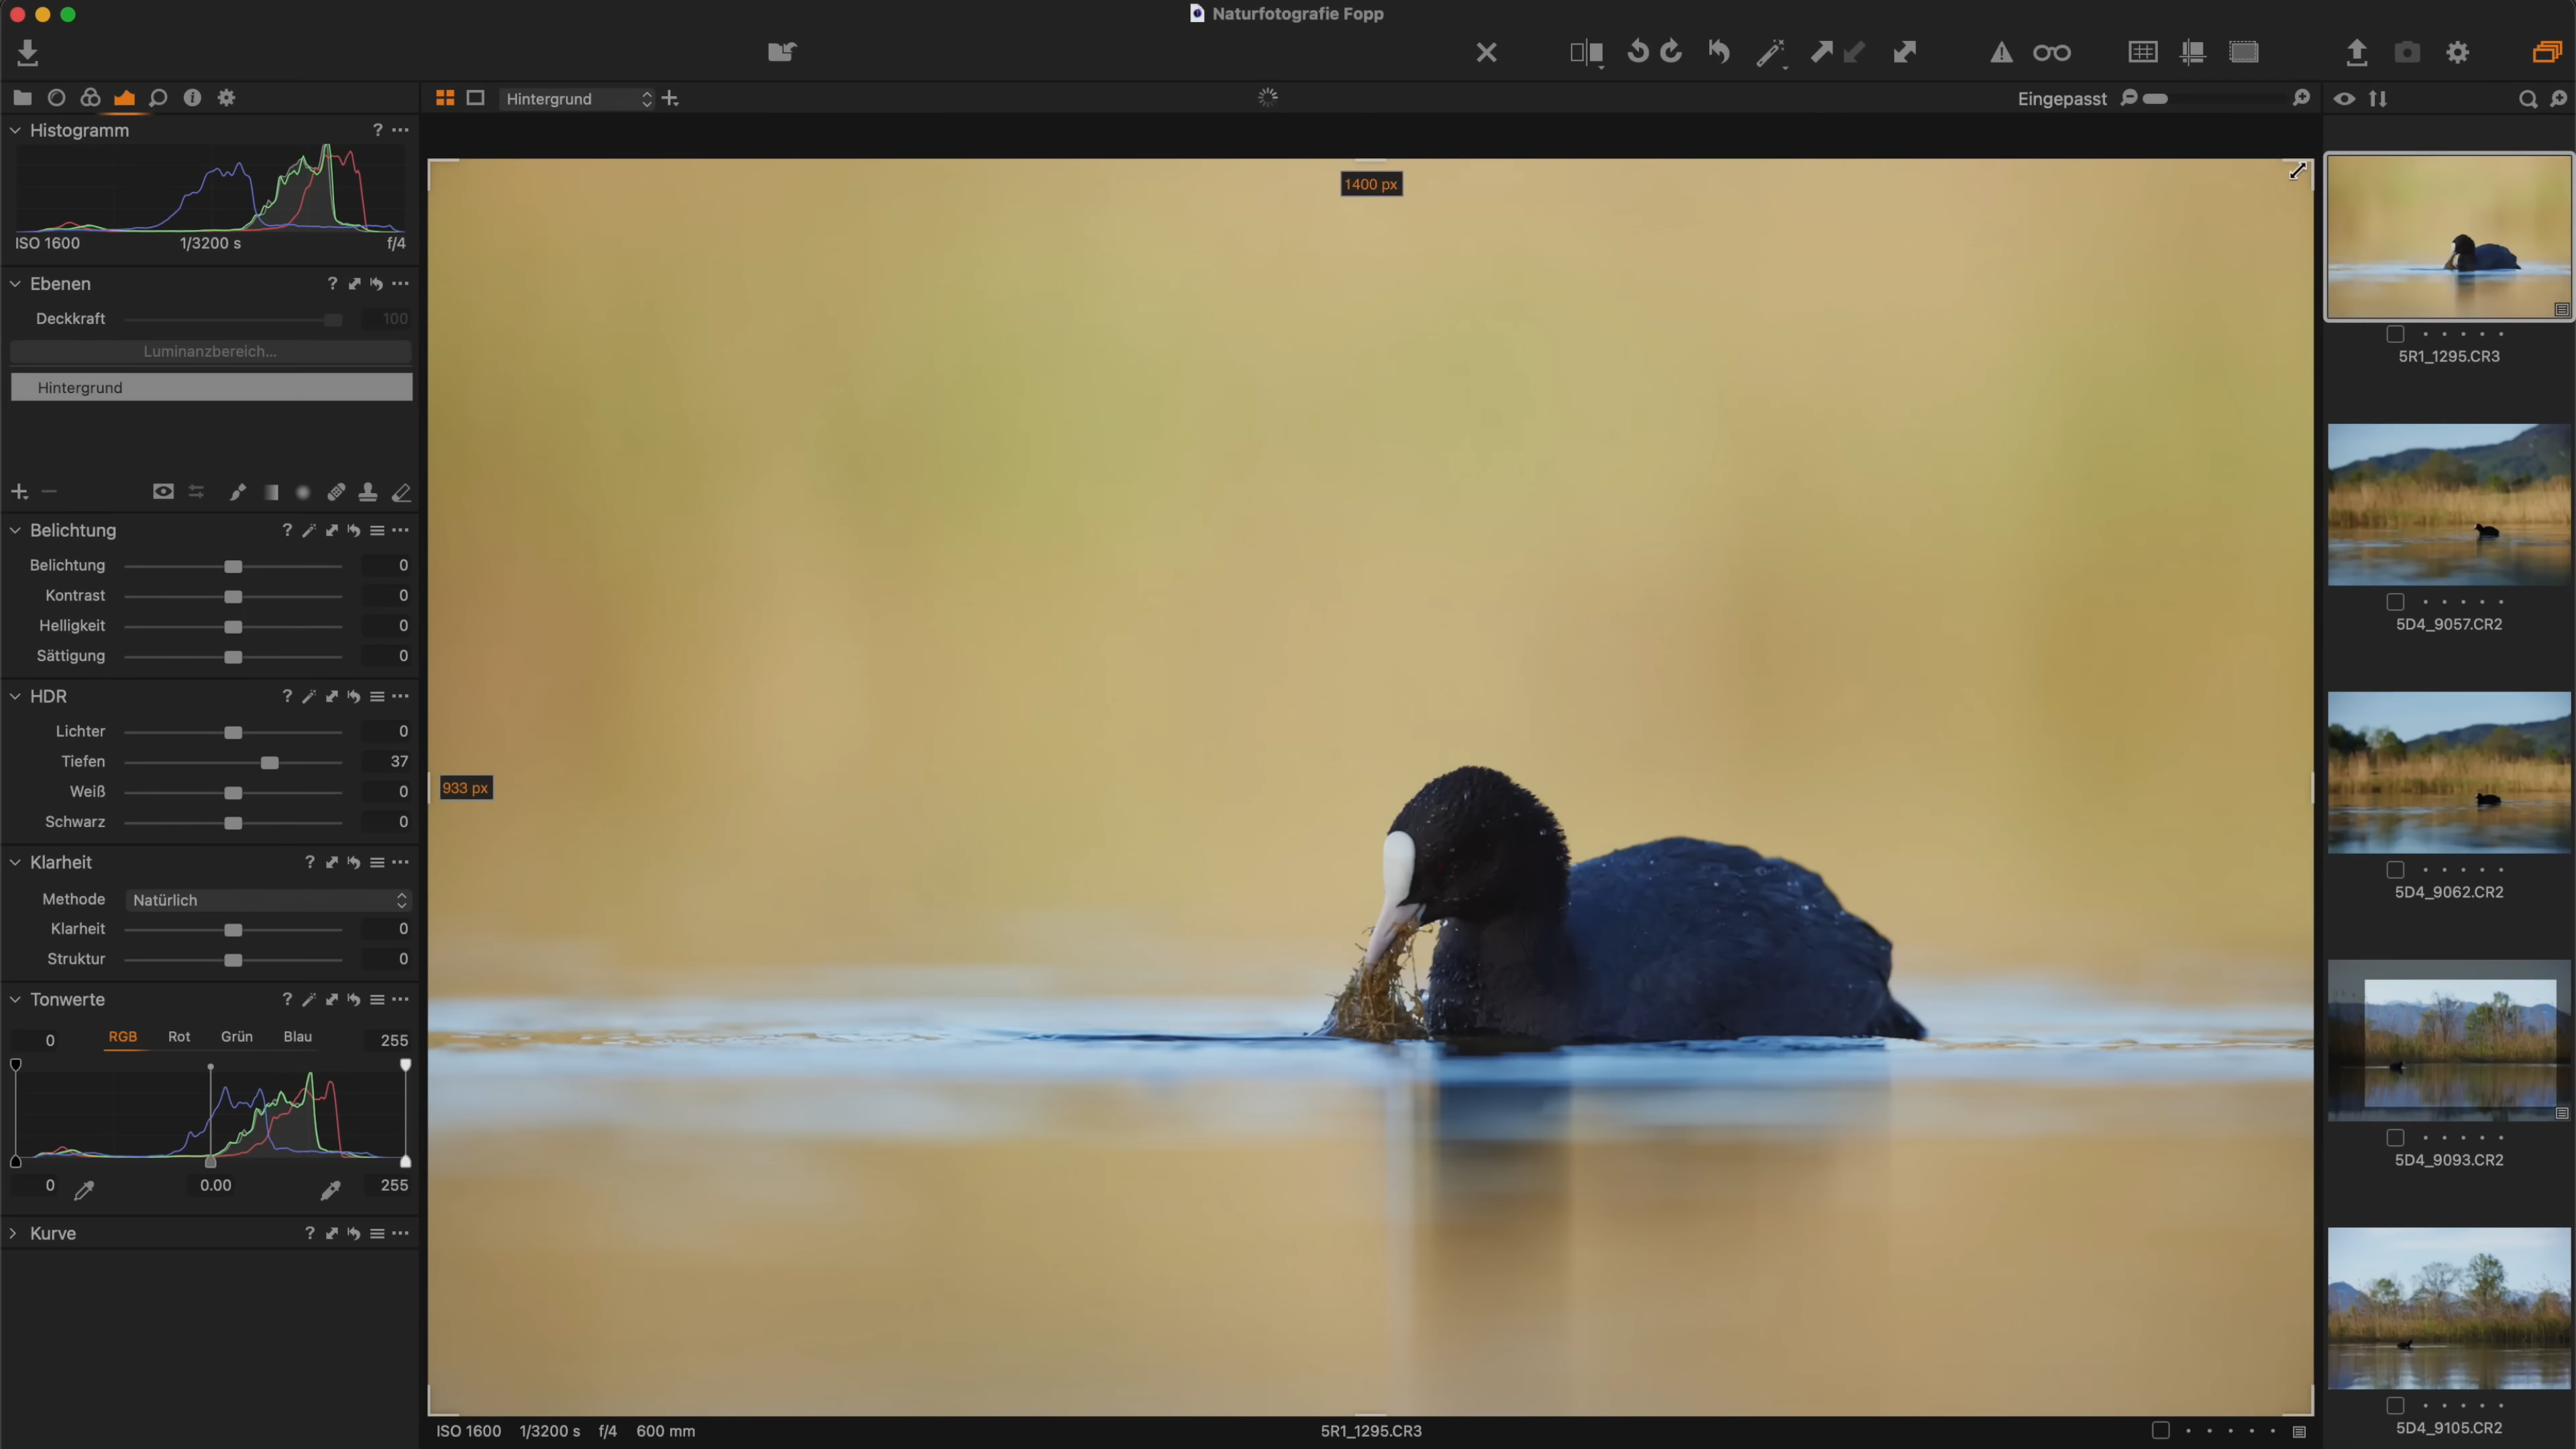 Naturfotografie Fopp
Hintergrund
Eingepasst
Histogramm
?
ISO 1600 1/3200 s f/4
Ebenen
?
Deckkraft 100
Luminanzbereich...
Hintergrund
Belichtung
?
Belichtung 0
Kontrast 0
Helligkeit 0
Sättigung 0
HDR
?
Lichter 0
Tiefen 37
Weiß 0
Schwarz 0
Klarheit
?
Methode Natürlich
Klarheit 0
Struktur 0
Tonwerte
?
0 RGB Rot Grün Blau 255
0 0.00 255
Kurve
?
1400 px
933 px
ISO 1600 1/3200 s f/4 600 mm
5R1_1295.CR3
5R1_1295.CR3
5D4_9057.CR2
5D4_9062.CR2
5D4_9093.CR2
5D4_9105.CR2